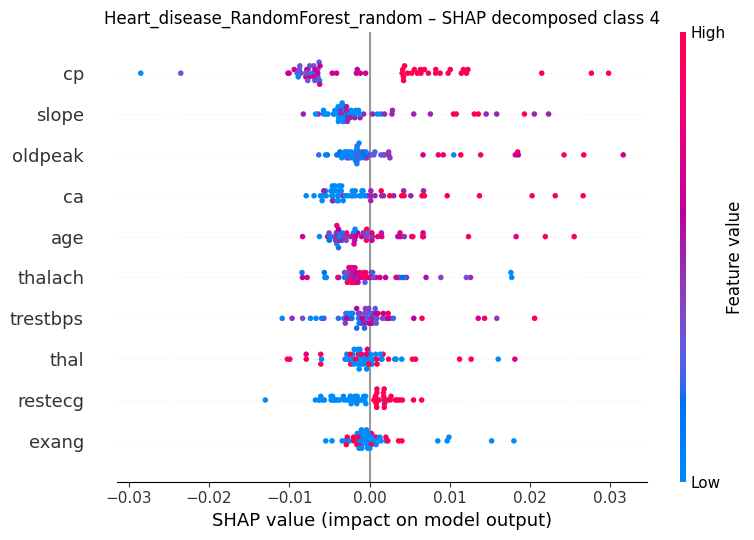 Heart_disease_RandomForest_random – SHAP decomposed class 4
High
cp
slope
oldpeak
ca
age
thalach
trestbps
thal
restecg
exang
Feature value
Low
−0.03 −0.02 −0.01 0.00 0.01 0.02 0.03
SHAP value (impact on model output)